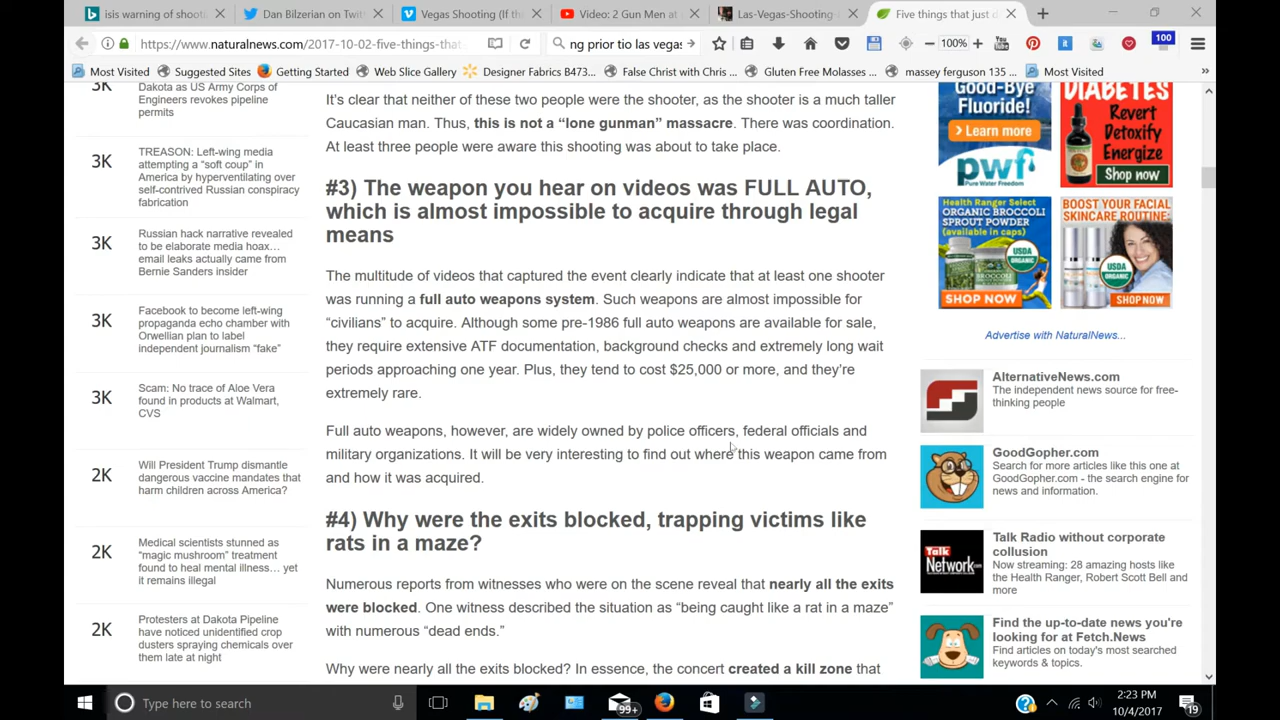 isis warning of shooti
Dan Bilzerian on Twitt
Vegas Shooting (If the
Video: 2 Gun Men at
Las-Vegas-Shooting-
Five things that just d
https://www.naturalnews.com/2017-10-02-five-things-that-
100%
ng prior tio las vegas
You
100
Most Visited
Suggested Sites
Getting Started
Web Slice Gallery
Designer Fabrics B473...
False Christ with Chris ...
Gluten Free Molasses ...
massey ferguson 135 ...
Most Visited
3K
Dakota as US Army Corps of
Engineers revokes pipeline
permits
3K
TREASON: Left-wing media
attempting a “soft coup” in
America by hyperventilating over
self-contrived Russian conspiracy
fabrication
3K
Russian hack narrative revealed
to be elaborate media hoax…
email leaks actually came from
Bernie Sanders insider
3K
Facebook to become left-wing
propaganda echo chamber with
Orwellian plan to label
independent journalism “fake”
3K
Scam: No trace of Aloe Vera
found in products at Walmart,
CVS
2K
Will President Trump dismantle
dangerous vaccine mandates that
harm children across America?
2K
Medical scientists stunned as
“magic mushroom” treatment
found to heal mental illness… yet
it remains illegal
2K
Protesters at Dakota Pipeline
have noticed unidentified crop
dusters spraying chemicals over
them late at night
It’s clear that neither of these two people were the shooter, as the shooter is a much taller
Caucasian man. Thus, this is not a “lone gunman” massacre. There was coordination.
At least three people were aware this shooting was about to take place.
#3) The weapon you hear on videos was FULL AUTO,
which is almost impossible to acquire through legal
means
The multitude of videos that captured the event clearly indicate that at least one shooter
was running a full auto weapons system. Such weapons are almost impossible for
“civilians” to acquire. Although some pre-1986 full auto weapons are available for sale,
they require extensive ATF documentation, background checks and extremely long wait
periods approaching one year. Plus, they tend to cost $25,000 or more, and they’re
extremely rare.
Full auto weapons, however, are widely owned by police officers, federal officials and
military organizations. It will be very interesting to find out where this weapon came from
and how it was acquired.
#4) Why were the exits blocked, trapping victims like
rats in a maze?
Numerous reports from witnesses who were on the scene reveal that nearly all the exits
were blocked. One witness described the situation as “being caught like a rat in a maze”
with numerous “dead ends.”
Why were nearly all the exits blocked? In essence, the concert created a kill zone that
Good-Bye
Fluoride!
Learn more
pwf
Pure Water Freedom
DIABETES
Revert
Detoxify
Energize
Shop now
Health Ranger Select
ORGANIC BROCCOLI
SPROUT POWDER
(available in caps)
USDA
ORGANIC
SHOP NOW
BOOST YOUR FACIAL
SKINCARE ROUTINE:
USDA
ORGANIC
SHOP NOW
Advertise with NaturalNews...
AlternativeNews.com
The independent news source for free-
thinking people
GoodGopher.com
Search for more articles like this one at
GoodGopher.com - the search engine for
news and information.
Talk
Network.com
Talk Radio without corporate
collusion
Now streaming: 28 amazing hosts like
the Health Ranger, Robert Scott Bell and
more
Find the up-to-date news you're
looking for at Fetch.News
Find articles on today's most searched
keywords & topics.
Type here to search
99+
2:23 PM
10/4/2017
19